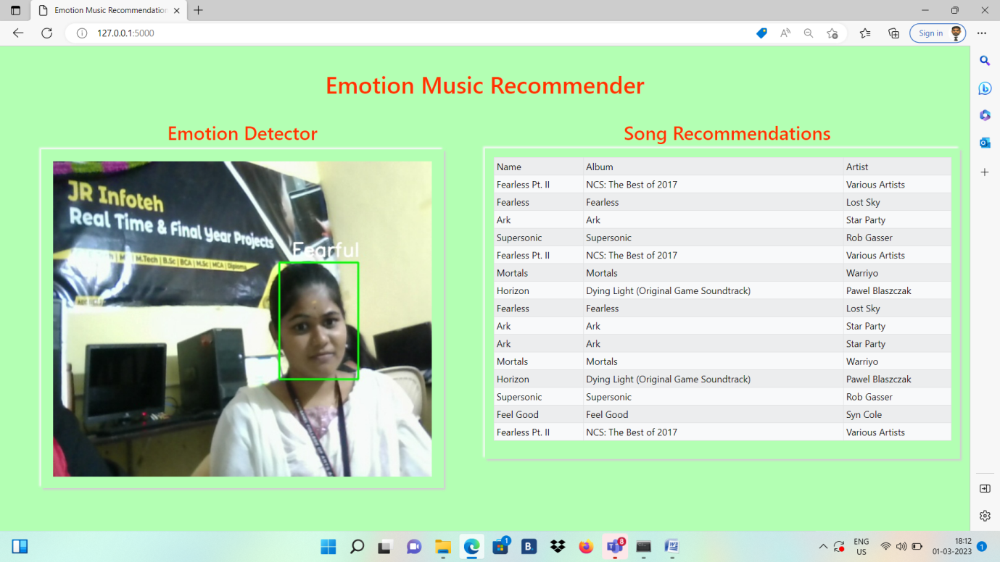 Emotion Music Recommendation
127.0.0.1:5000
Sign in
Emotion Music Recommender
Emotion Detector
Song Recommendations
JR Infoteh
Real Time & Final Year Projects
M.Tech | B.Sc | BCA | M.Sc | MCA | Diploma
Fearful
Name Album Artist
Fearless Pt. II NCS: The Best of 2017 Various Artists
Fearless Fearless Lost Sky
Ark Ark Star Party
Supersonic Supersonic Rob Gasser
Fearless Pt. II NCS: The Best of 2017 Various Artists
Mortals Mortals Warriyo
Horizon Dying Light (Original Game Soundtrack) Pawel Blaszczak
Fearless Fearless Lost Sky
Ark Ark Star Party
Ark Ark Star Party
Mortals Mortals Warriyo
Horizon Dying Light (Original Game Soundtrack) Pawel Blaszczak
Supersonic Supersonic Rob Gasser
Feel Good Feel Good Syn Cole
Fearless Pt. II NCS: The Best of 2017 Various Artists
1
B.
8
ENG
US
18:12
01-03-2023
1